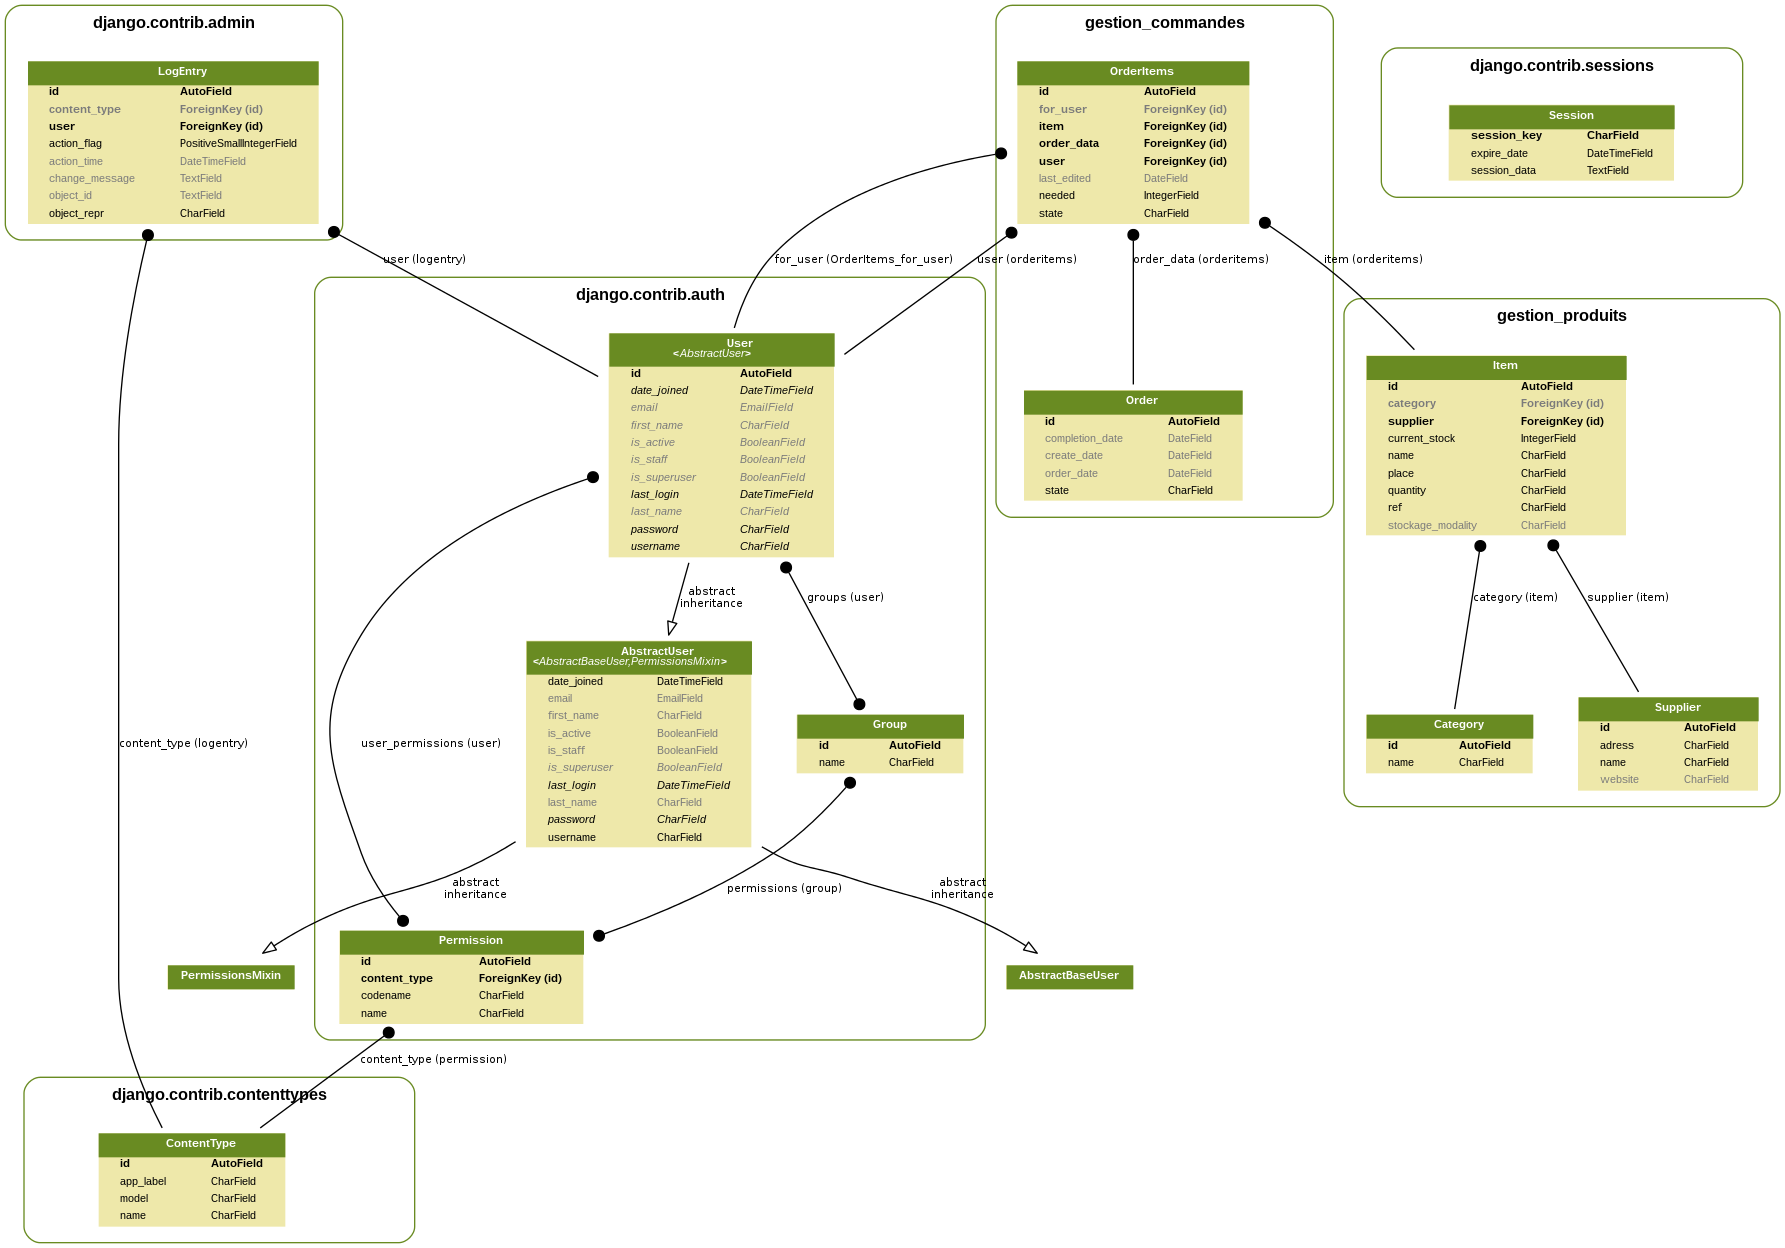 django.contrib.admin
LogEntry
id AutoField
content_type ForeignKey (id)
user ForeignKey (id)
action_flag PositiveSmallIntegerField
action_time DateTimeField
change_message TextField
object_id TextField
object_repr CharField
gestion_commandes
OrderItems
id AutoField
for_user ForeignKey (id)
item ForeignKey (id)
order_data ForeignKey (id)
user ForeignKey (id)
last_edited DateField
needed IntegerField
state CharField
django.contrib.sessions
Session
session_key CharField
expire_date DateTimeField
session_data TextField
user (logentry)
for_user (OrderItems_for_user)
user (orderitems)
order_data (orderitems)
item (orderitems)
django.contrib.auth
User
<AbstractUser>
id AutoField
date_joined DateTimeField
email EmailField
first_name CharField
is_active BooleanField
is_staff BooleanField
is_superuser BooleanField
last_login DateTimeField
last_name CharField
password CharField
username CharField
Order
id AutoField
completion_date DateField
create_date DateField
order_date DateField
state CharField
gestion_produits
Item
id AutoField
category ForeignKey (id)
supplier ForeignKey (id)
current_stock IntegerField
name CharField
place CharField
quantity CharField
ref CharField
stockage_modality CharField
abstract
inheritance
groups (user)
category (item)
supplier (item)
AbstractUser
<AbstractBaseUser,PermissionsMixin>
date_joined DateTimeField
email EmailField
first_name CharField
is_active BooleanField
is_staff BooleanField
is_superuser BooleanField
last_login DateTimeField
last_name CharField
password CharField
username CharField
Group
id AutoField
name CharField
Category
id AutoField
name CharField
Supplier
id AutoField
adress CharField
name CharField
website CharField
content_type (logentry)
user_permissions (user)
abstract
inheritance
permissions (group)
abstract
inheritance
PermissionsMixin
Permission
id AutoField
content_type ForeignKey (id)
codename CharField
name CharField
AbstractBaseUser
content_type (permission)
django.contrib.contenttypes
ContentType
id AutoField
app_label CharField
model CharField
name CharField